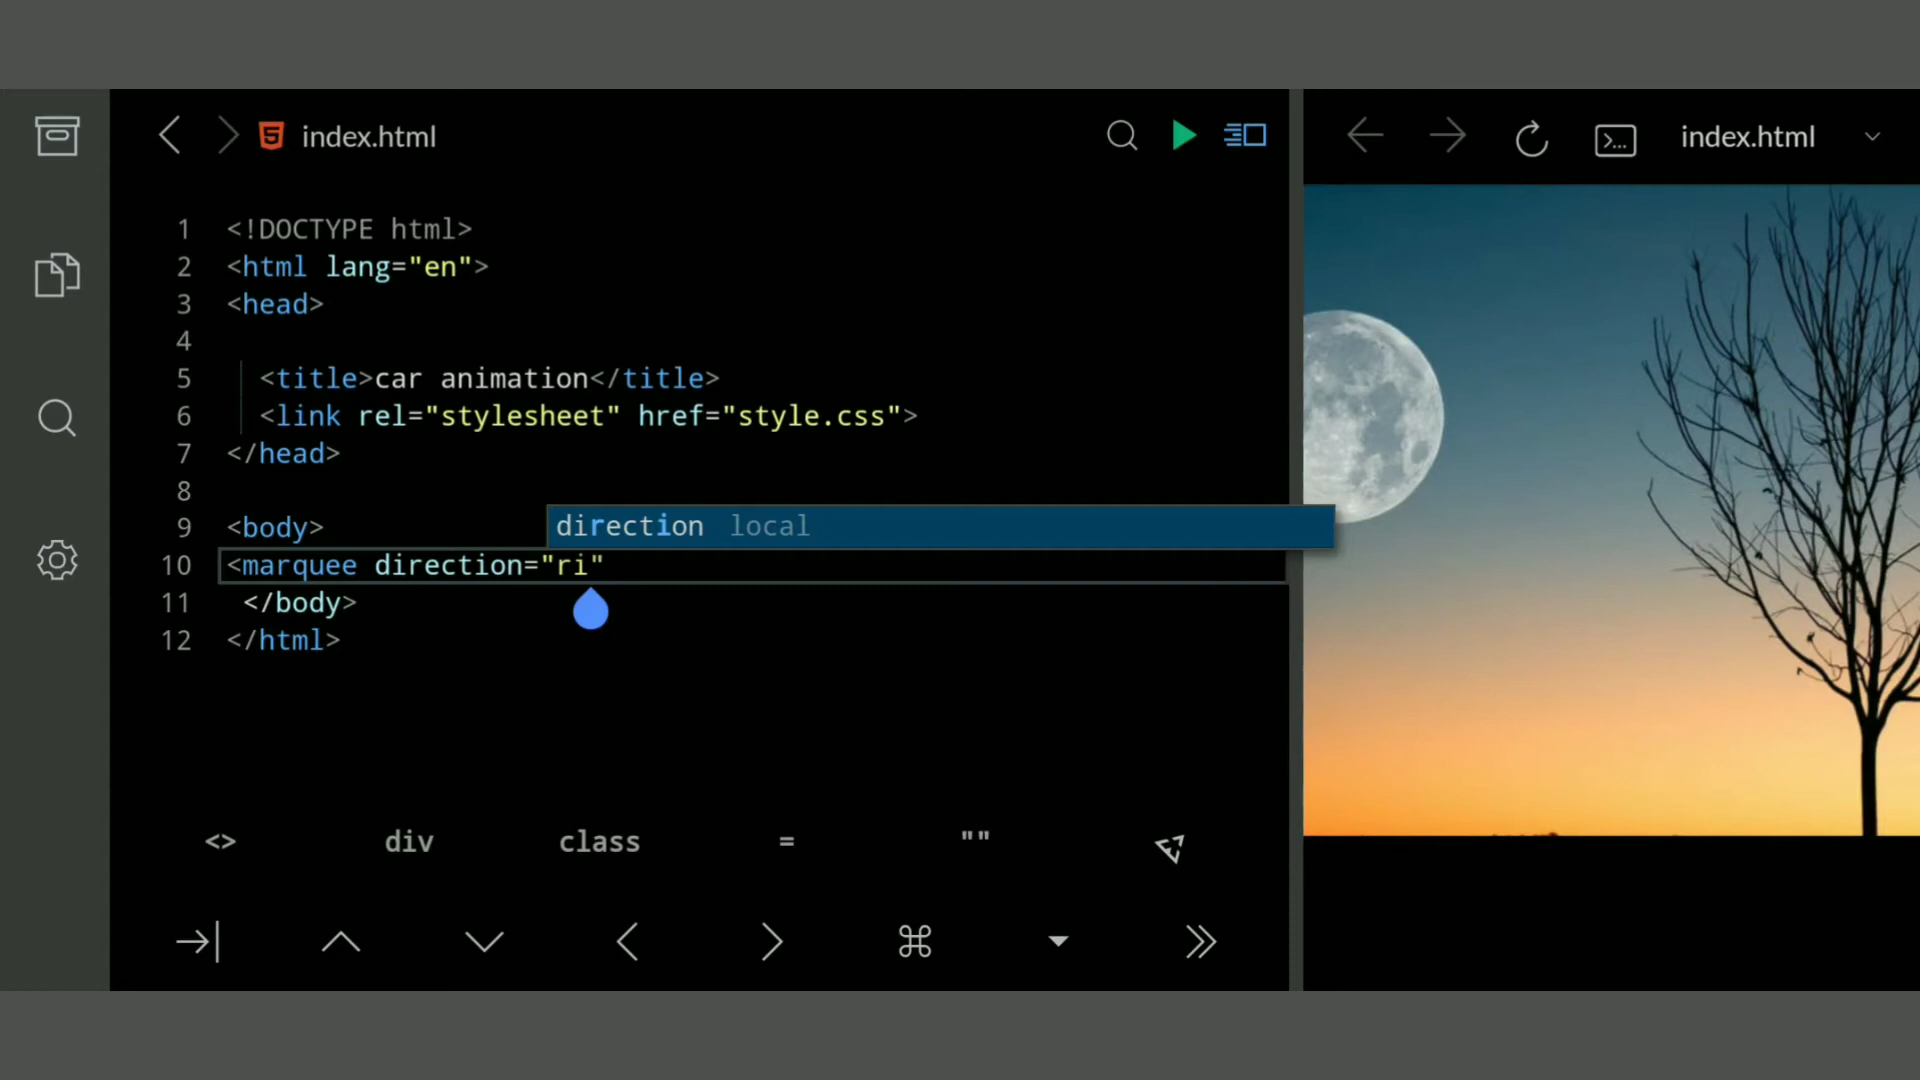 index.html
index.html
1 <!DOCTYPE html>
2 <html lang="en">
3 <head>
4
5 <title>car animation</title>
6 <link rel="stylesheet" href="style.css">
7 </head>
8
9 <body>
direction local
10 <marquee direction="ri"
11 </body>
12 </html>
<> div class = ""